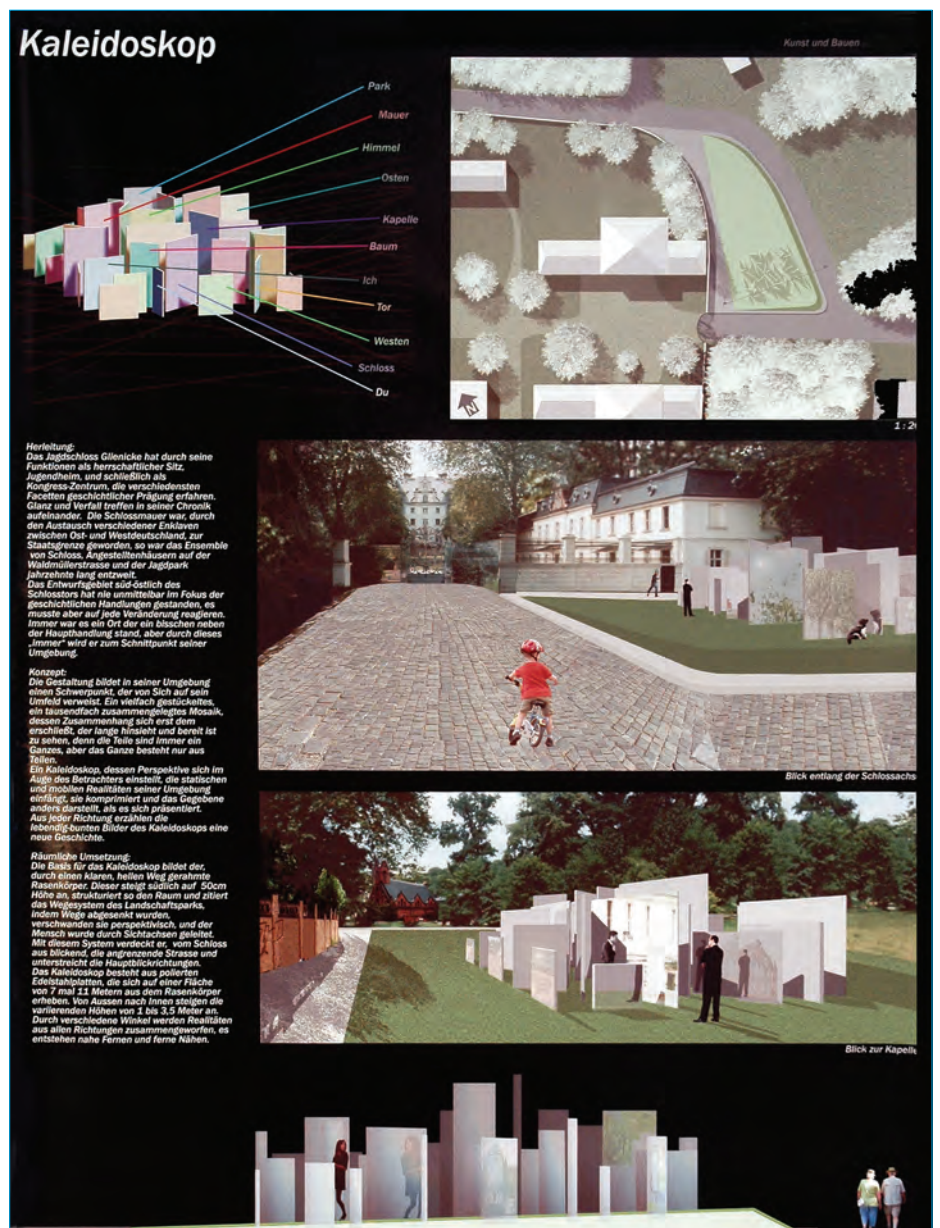 Kaleidoskop
Kunst und Bauen
Park
Mauer
Himmel
Osten
Kapelle
Baum
Ich
Tor
Westen
Schloss
Du
N
1:20
Herleitung:
Das Jagdschloss Glienicke hat durch seine
Funktionen als herrschaftlicher Sitz,
Jugendheim, und schließlich als
Kongress-Zentrum, die verschiedensten
Facetten geschichtlicher Prägung erfahren.
Glanz und Verfall treffen in seiner Chronik
aufeinander. Die Schlossmauer war, durch
den Austausch verschiedener Enklaven
zwischen Ost- und Westdeutschland, zur
Staatsgrenze geworden, so war das Ensemble
von Schloss, Angestelltenhäusern auf der
Waldmüllerstrasse und der Jagdpark
jahrzehnte lang entzweit.
Das Entwurfsgebiet süd-östlich des
Schlosstors hat nie unmittelbar im Fokus der
geschichtlichen Handlungen gestanden, es
musste aber auf jede Veränderung reagieren.
Immer war es ein Ort der ein bisschen neben
der Haupthandlung stand, aber durch dieses
„immer“ wird er zum Schnittpunkt seiner
Umgebung.
Konzept:
Die Gestaltung bildet in seiner Umgebung
einen Schwerpunkt, der von Sich auf sein
Umfeld verweist. Ein vielfach gestückeltes,
ein tausendfach zusammengelegtes Mosaik,
dessen Zusammenhang sich erst dem
erschließt, der lange hinsieht und bereit ist
zu sehen, denn die Teile sind immer ein
Ganzes, aber das Ganze besteht nur aus
Teilen.
Ein Kaleidoskop, dessen Perspektive sich im
Auge des Betrachters einstellt, die statischen
und mobilen Realitäten seiner Umgebung
einfängt, sie komprimiert und das Gegebene
anders darstellt, als es sich präsentiert.
Aus jeder Richtung erzählen die
lebendig-bunten Bilder des Kaleidoskops eine
neue Geschichte.
Räumliche Umsetzung:
Die Basis für das Kaleidoskop bildet der,
durch einen klaren, hellen Weg gerahmte
Rasenkörper. Dieser steigt südlich auf 50cm
Höhe an, strukturiert so den Raum und zitiert
das Wegesystem des Landschaftsparks,
indem Wege abgesenkt wurden,
verschwanden sie perspektivisch, und der
Mensch wurde durch Sichtachsen geleitet.
Mit diesem System verdeckt er, vom Schloss
aus blickend, die angrenzende Strasse und
unterstreicht die Hauptblickrichtungen.
Das Kaleidoskop besteht aus polierten
Edelstahlplatten, die sich auf einer Fläche
von 7 mal 11 Metern aus dem Rasenkörper
erheben. Von Aussen nach Innen steigen die
variierenden Höhen von 1 bis 3,5 Meter an.
Durch verschiedene Winkel werden Realitäten
aus allen Richtungen zusammengeworfen, es
entstehen nahe Fernen und ferne Nähen.
Blick entlang der Schlossachs
Blick zur Kapelle